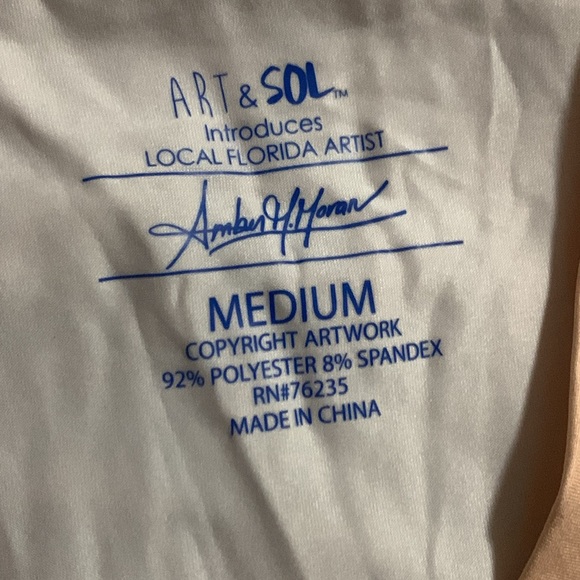 ART & SOL™
Introduces
LOCAL FLORIDA ARTIST
Amber M. Moran
MEDIUM
COPYRIGHT ARTWORK
92% POLYESTER 8% SPANDEX
RN#76235
MADE IN CHINA